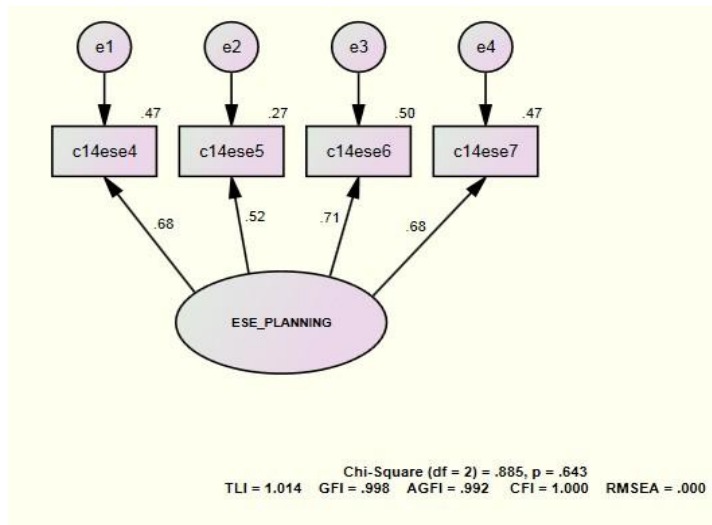 e1 e2 e3 e4
.47 .27 .50 .47
c14ese4 c14ese5 c14ese6 c14ese7
.68 .52 .71 .68
ESE_PLANNING
Chi-Square (df = 2) = .885, p = .643
TLI = 1.014 GFI = .998 AGFI = .992 CFI = 1.000 RMSEA = .000